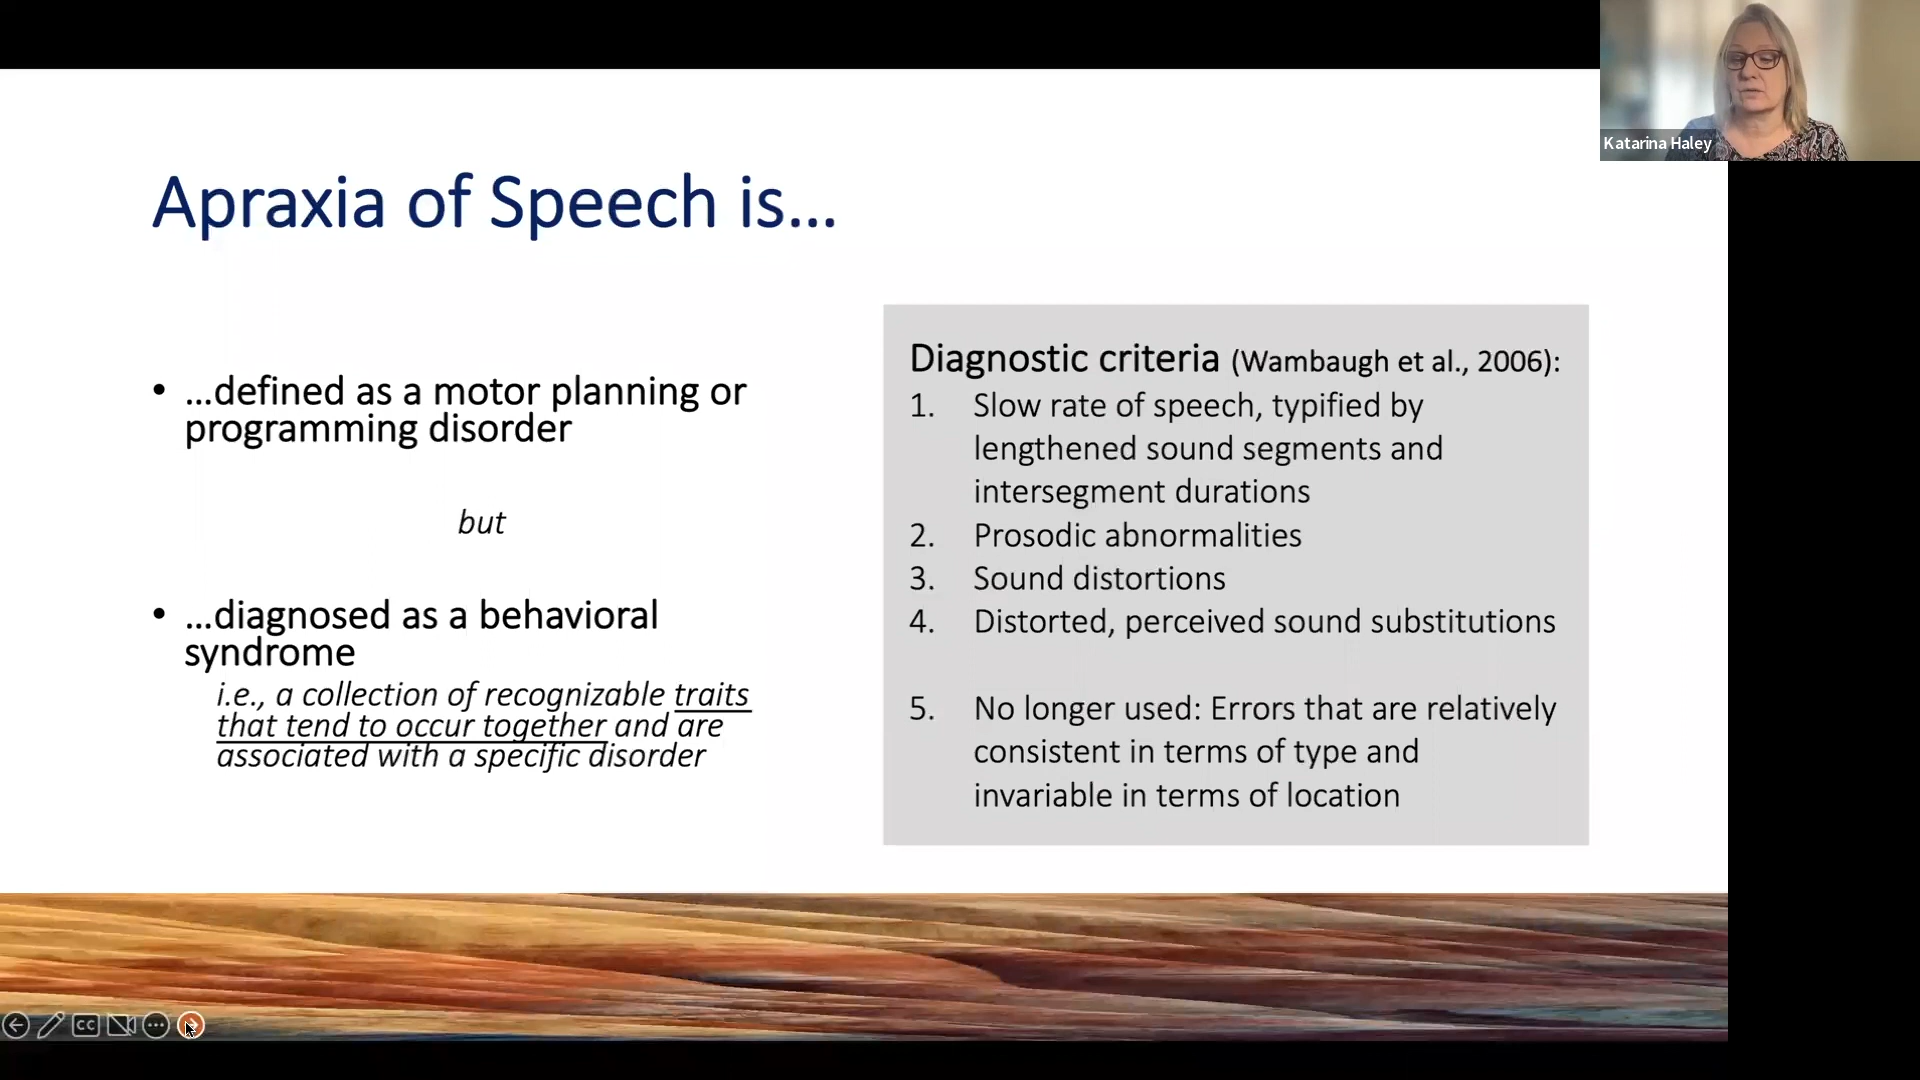 Katarina Haley
Apraxia of Speech is...
• ...defined as a motor planning or
programming disorder
but
• ...diagnosed as a behavioral
syndrome
i.e., a collection of recognizable traits
that tend to occur together and are
associated with a specific disorder
Diagnostic criteria (Wambaugh et al., 2006):
1. Slow rate of speech, typified by
lengthened sound segments and
intersegment durations
2. Prosodic abnormalities
3. Sound distortions
4. Distorted, perceived sound substitutions
5. No longer used: Errors that are relatively
consistent in terms of type and
invariable in terms of location
CC